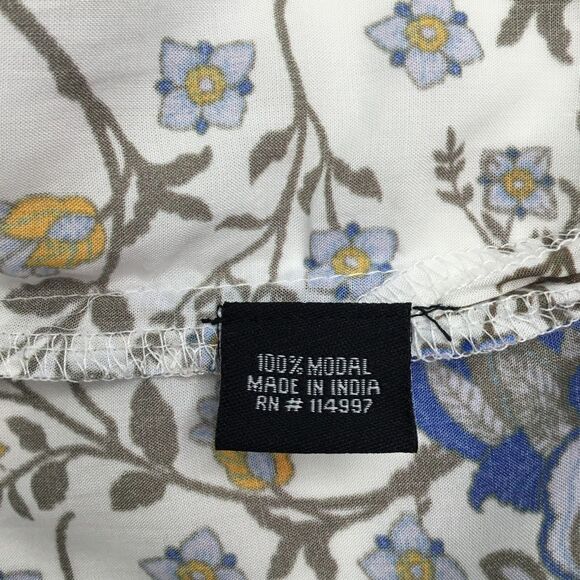 100% MODAL
MADE IN INDIA
RN # 114997